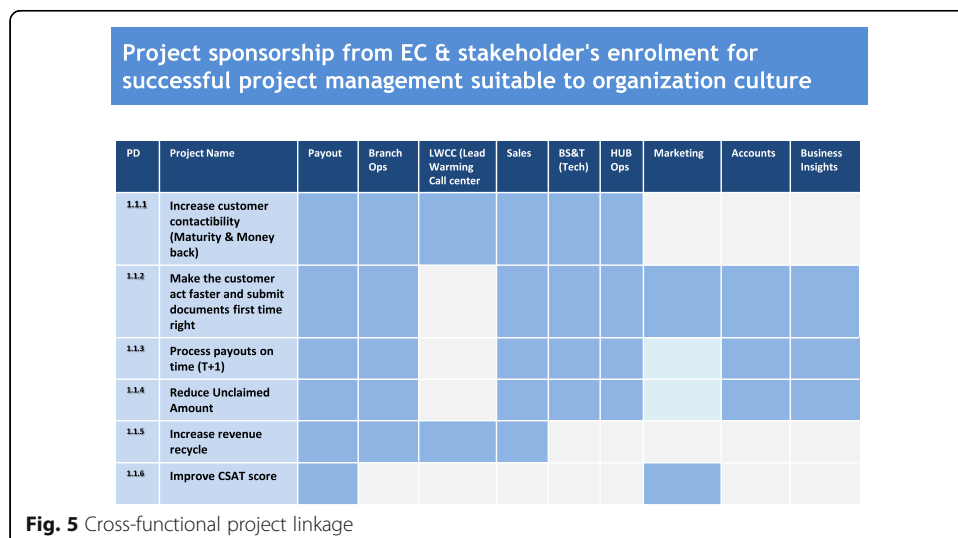 Project sponsorship from EC & stakeholder's enrolment for
successful project management suitable to organization culture
PD
Project Name
Payout
Branch
Ops
LWCC (Lead
Warming
Call center
Sales
BS&T
(Tech)
HUB
Ops
Marketing
Accounts
Business
Insights
1.1.1
Increase customer
contactibility
(Maturity & Money
back)
1.1.2
Make the customer
act faster and submit
documents first time
right
1.1.3
Process payouts on
time (T+1)
1.1.4
Reduce Unclaimed
Amount
1.1.5
Increase revenue
recycle
1.1.6
Improve CSAT score
Fig. 5 Cross-functional project linkage